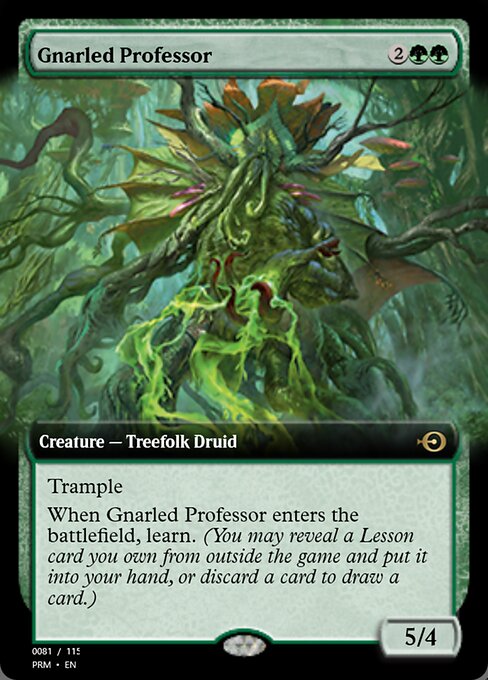 Gnarled Professor 2
Creature — Treefolk Druid
Trample
When Gnarled Professor enters the
battlefield, learn. (You may reveal a Lesson
card you own from outside the game and put it
into your hand, or discard a card to draw a
card.)
5/4
0081 / 115
PRM • EN